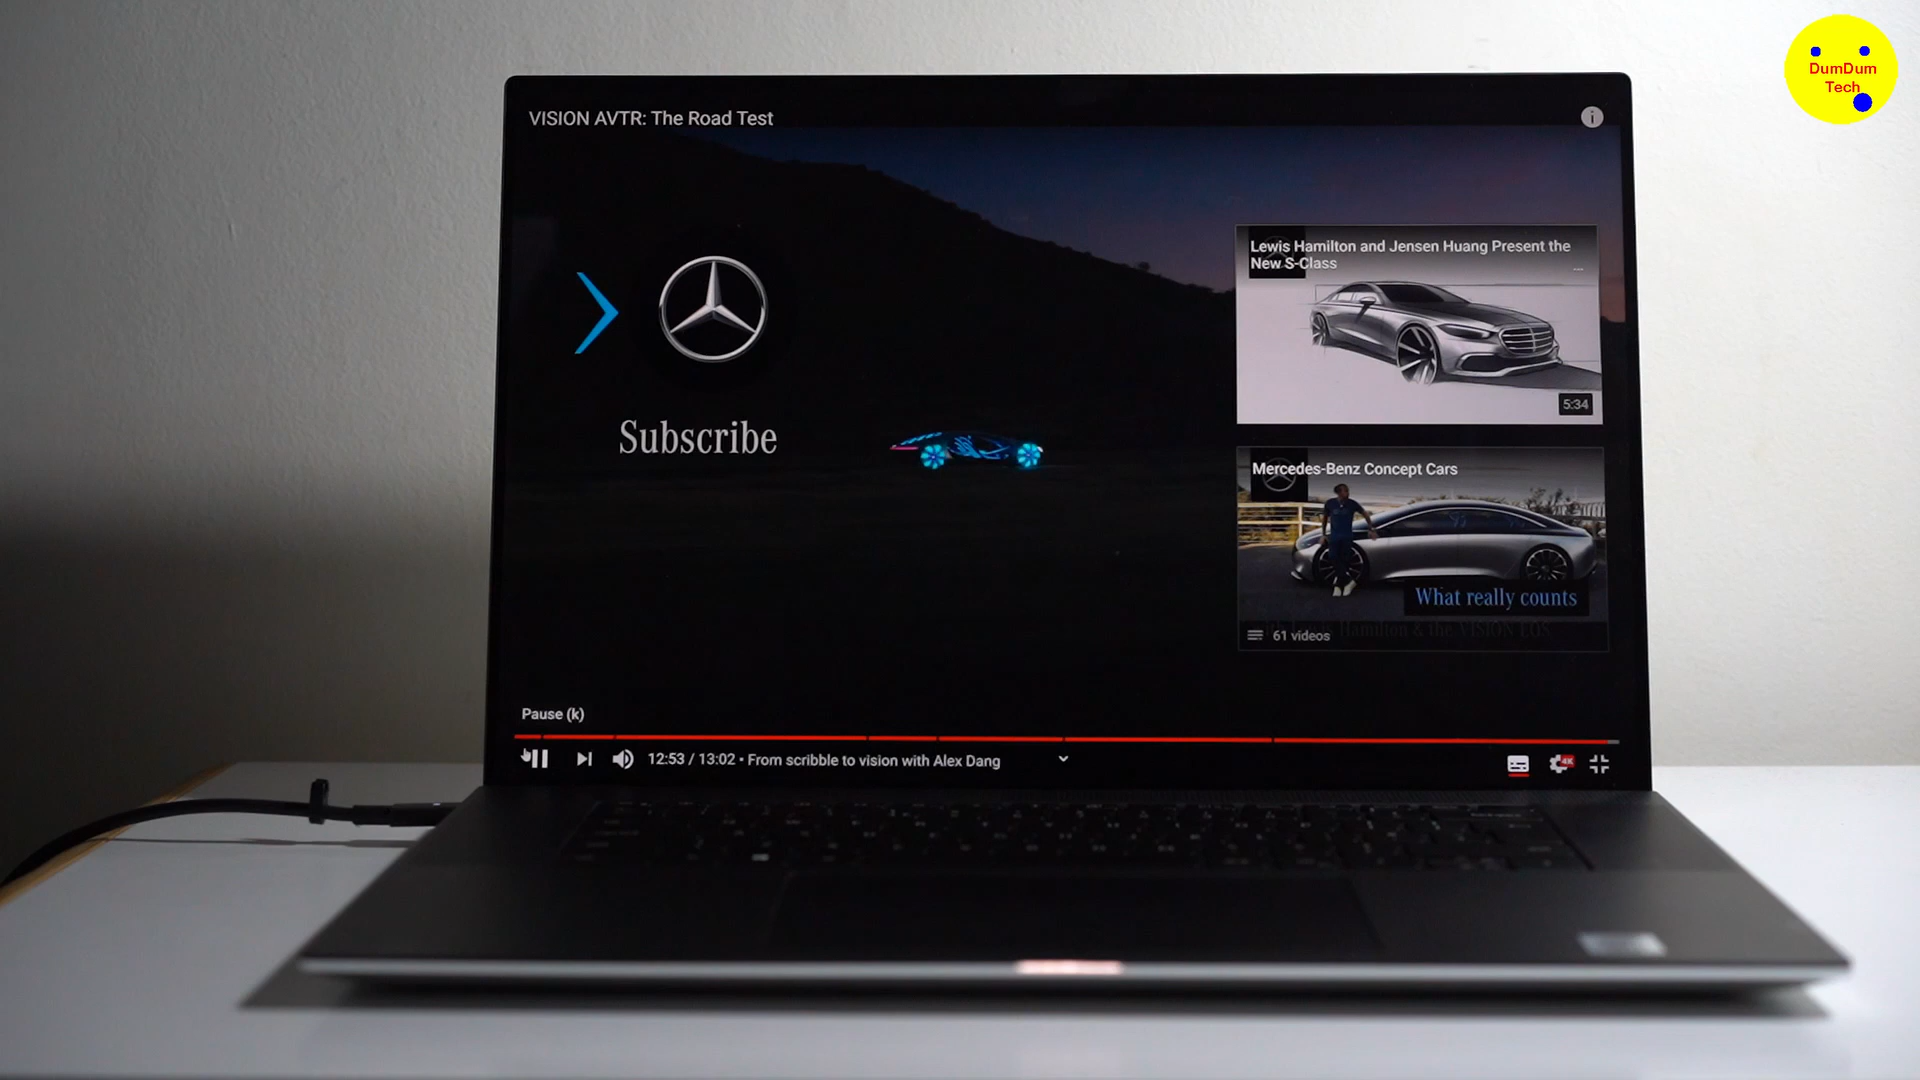 DumDum
Tech
VISION AVTR: The Road Test
Lewis Hamilton and Jensen Huang Present the
New S-Class
5:34
Subscribe
Mercedes-Benz Concept Cars
What really counts
61 videos
Pause (k)
12:53 / 13:02 • From scribble to vision with Alex Dang
4K